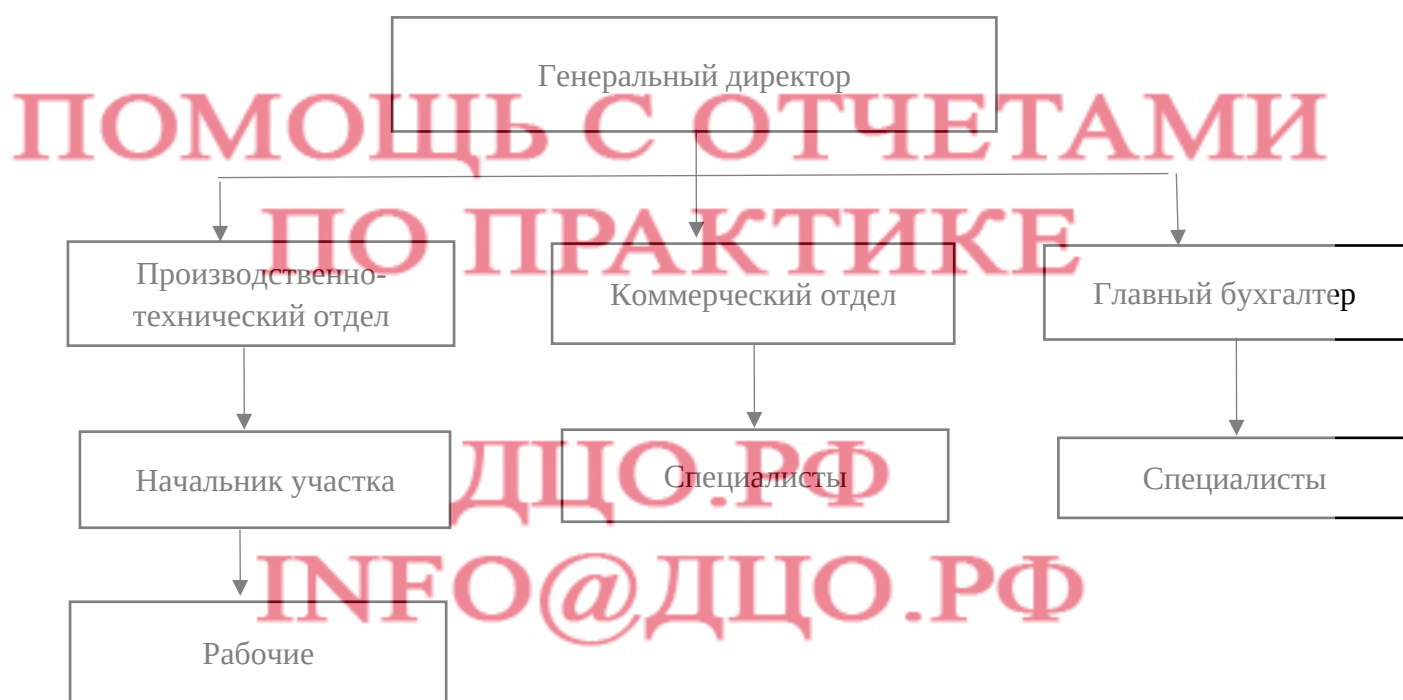 Генеральный директор
ПОМОЩЬ С ОТЧЕТАМИ
ПО ПРАКТИКЕ
Производственно-
технический отдел
Коммерческий отдел
Главный бухгалтер
ДЦО.РФ
Начальник участка
Специалисты
Специалисты
INFO@ДЦО.РФ
Рабочие